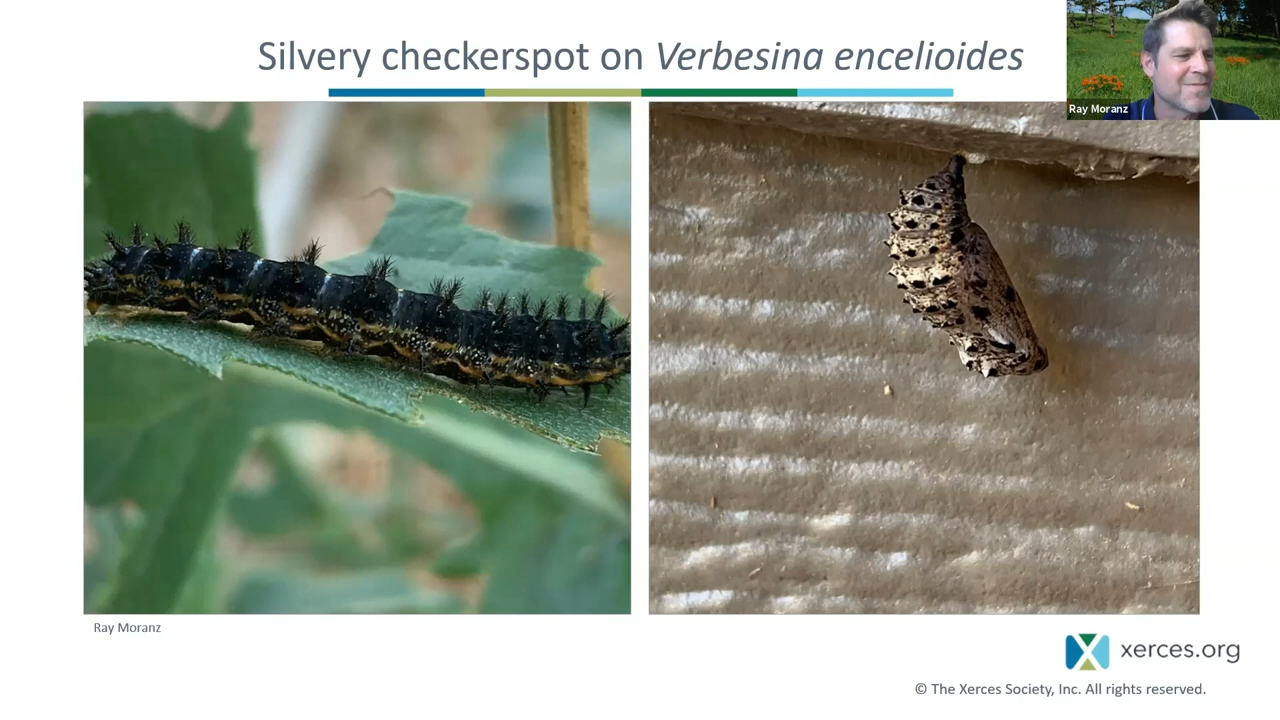 Silvery checkerspot on Verbesina encelioides
Ray Moranz
Ray Moranz
xerces.org
© The Xerces Society, Inc. All rights reserved.